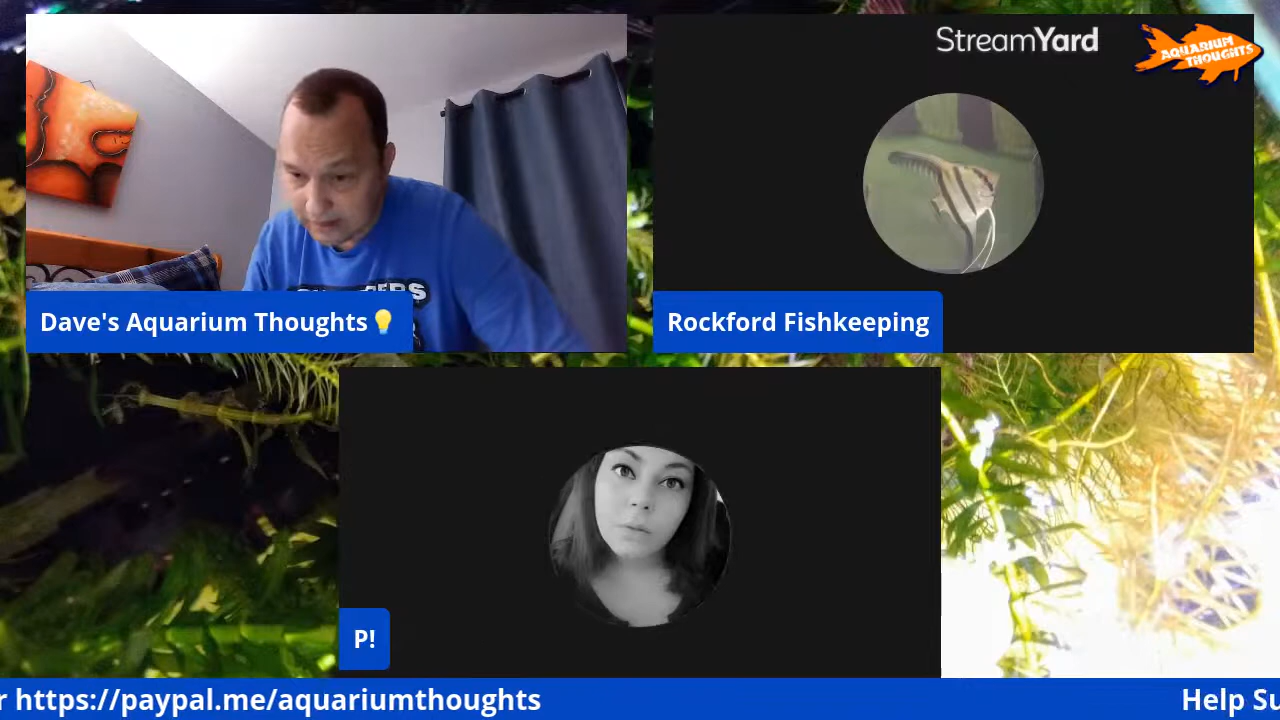 StreamYard
AQUARIUM
THOUGHTS
Dave's Aquarium Thoughts💡
Rockford Fishkeeping
P!
r https://paypal.me/aquariumthoughts
Help Su